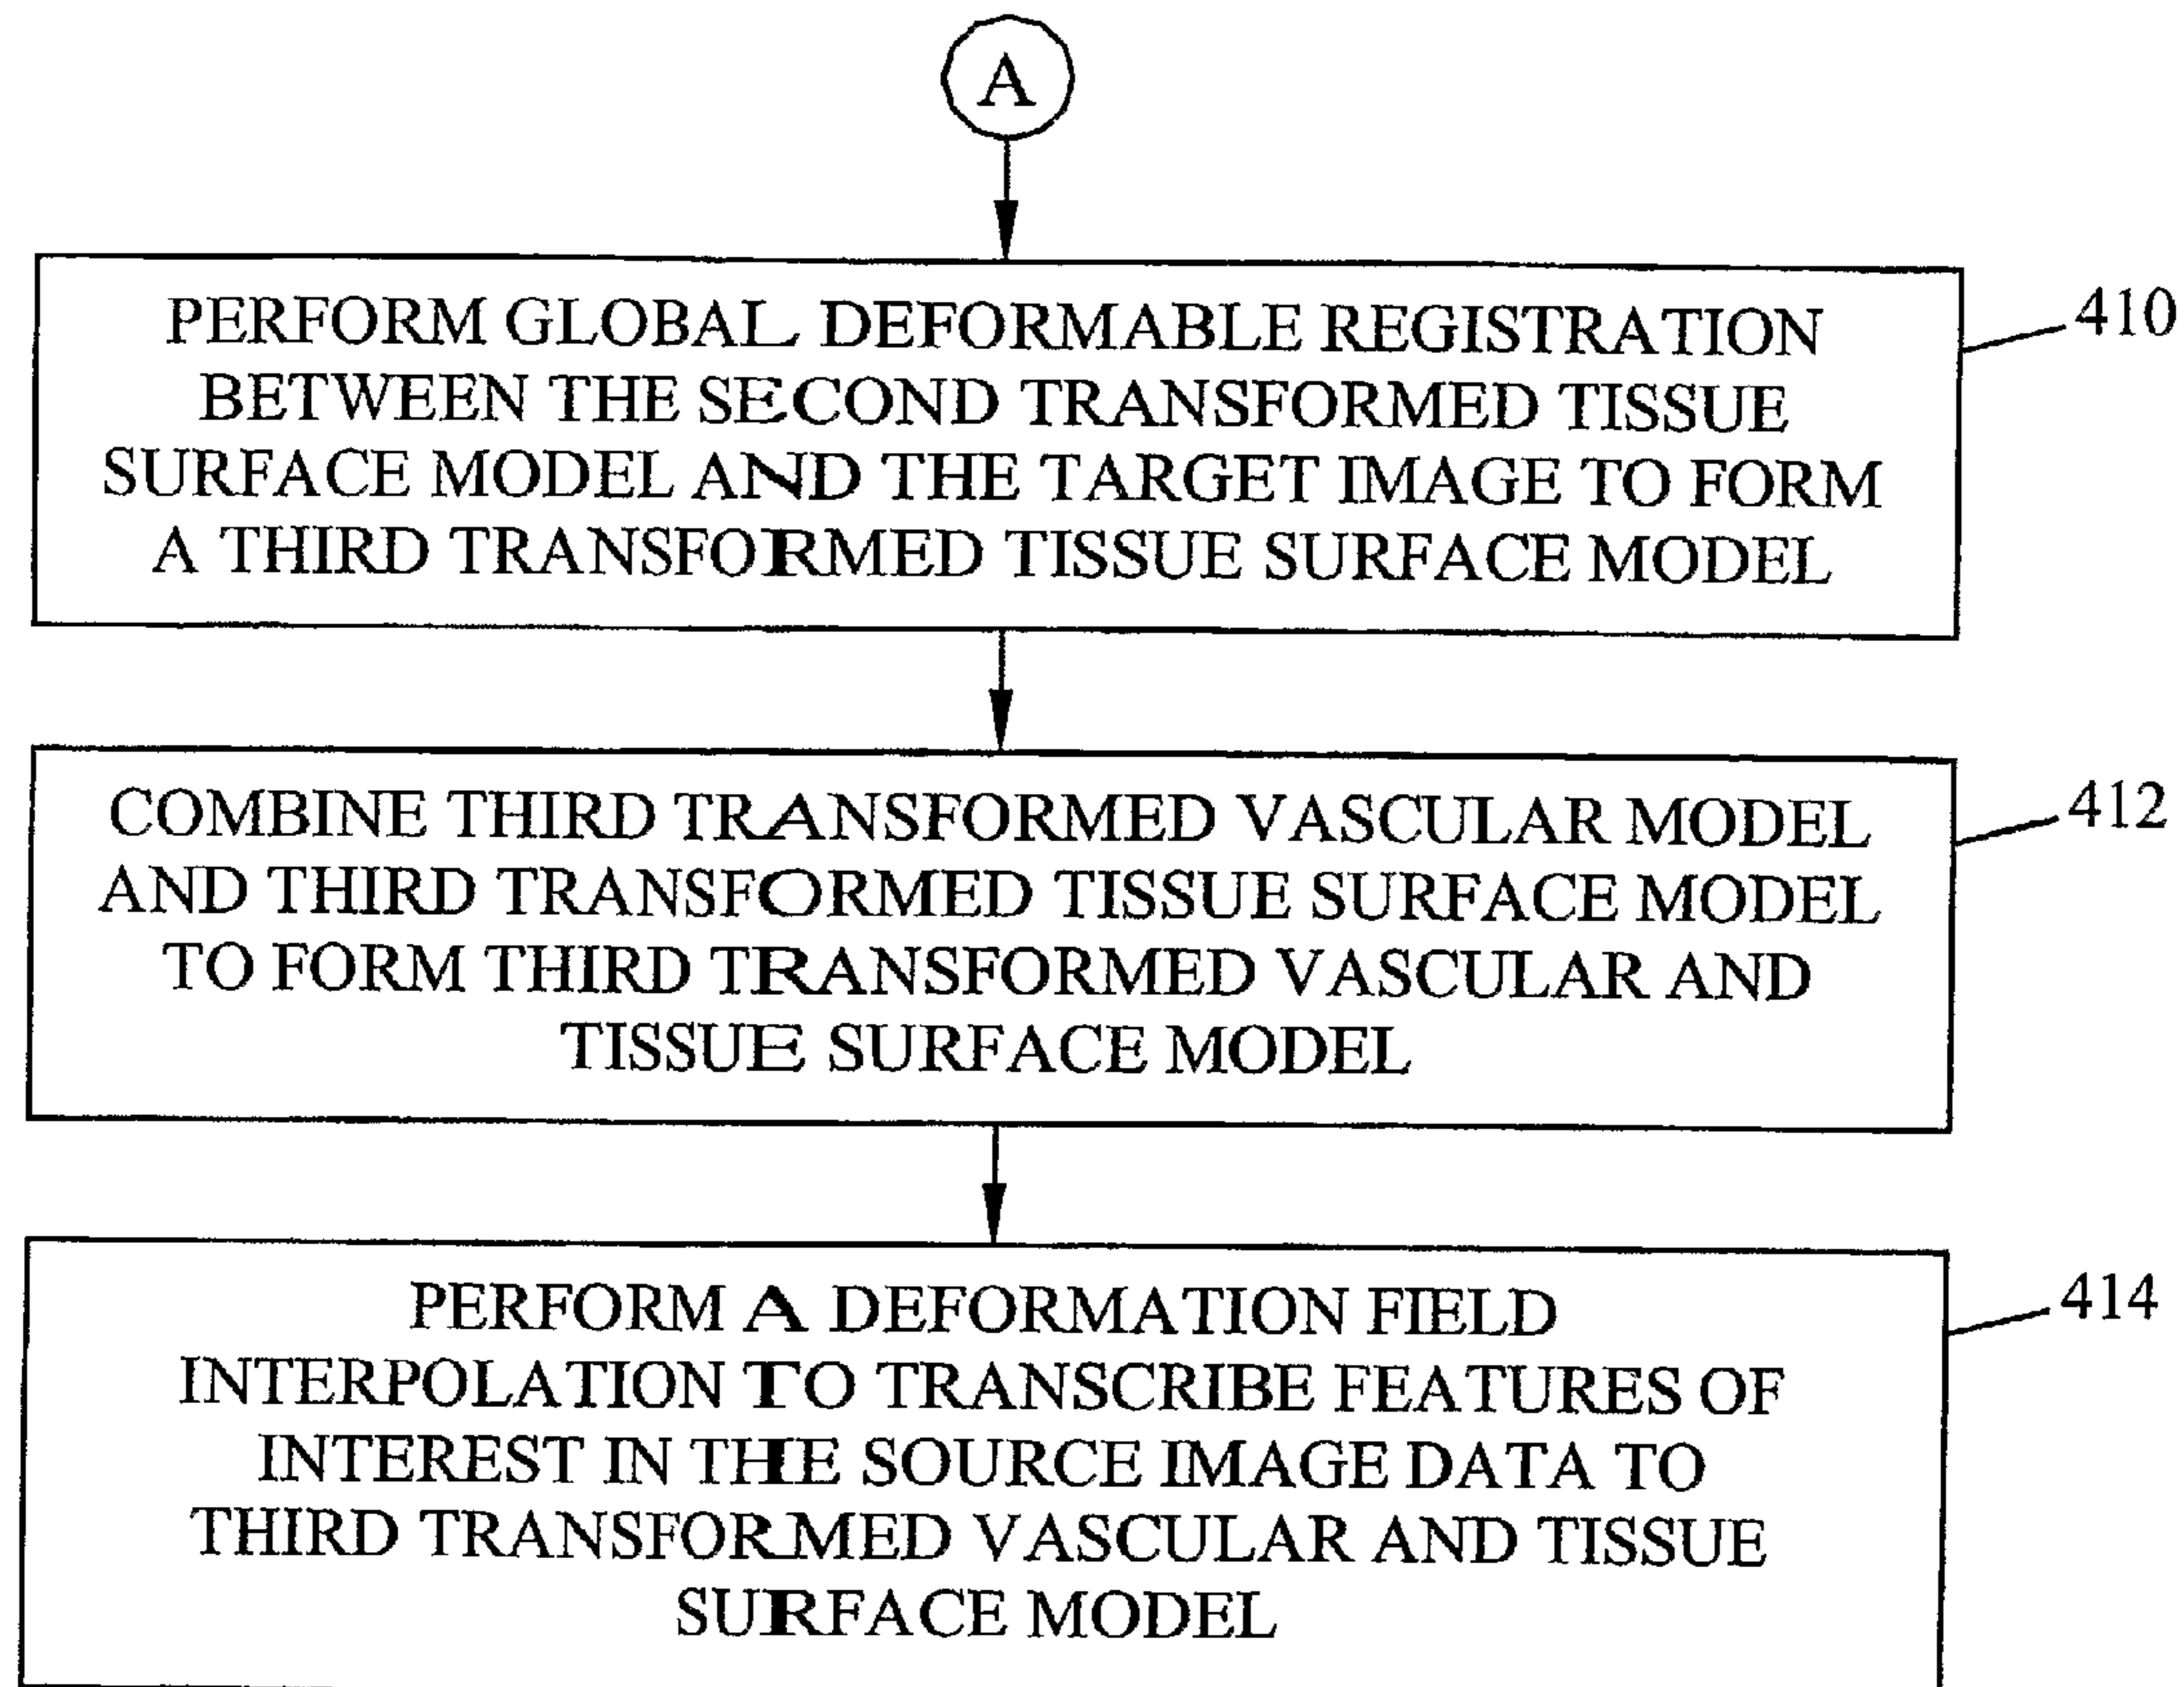 A
PERFORM GLOBAL DEFORMABLE REGISTRATION
BETWEEN THE SECOND TRANSFORMED TISSUE
SURFACE MODEL AND THE TARGET IMAGE TO FORM
A THIRD TRANSFORMED TISSUE SURFACE MODEL
410
COMBINE THIRD TRANSFORMED VASCULAR MODEL
AND THIRD TRANSFORMED TISSUE SURFACE MODEL
TO FORM THIRD TRANSFORMED VASCULAR AND
TISSUE SURFACE MODEL
412
PERFORM A DEFORMATION FIELD
INTERPOLATION TO TRANSCRIBE FEATURES OF
INTEREST IN THE SOURCE IMAGE DATA TO
THIRD TRANSFORMED VASCULAR AND TISSUE
SURFACE MODEL
414